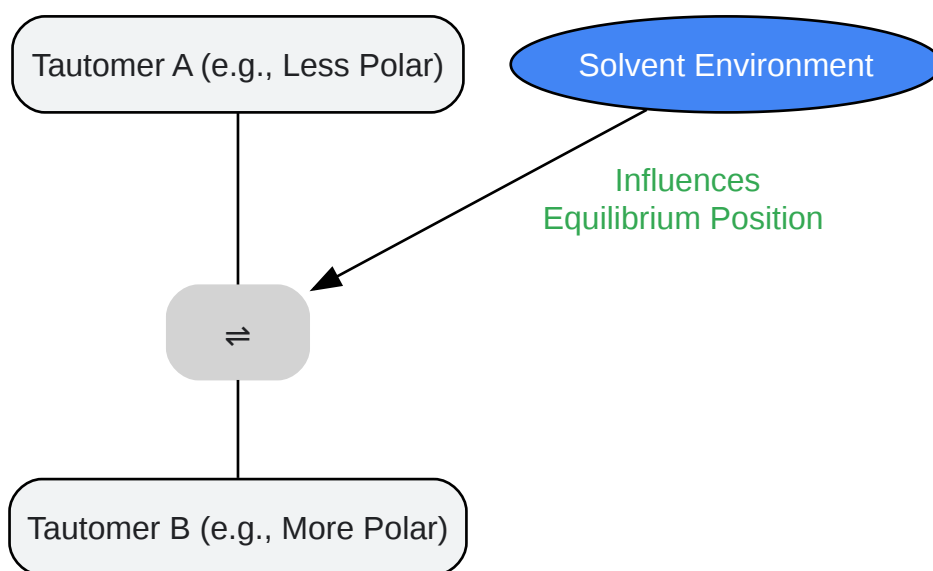 Tautomer A (e.g., Less Polar)
Solvent Environment
Influences
Equilibrium Position
⇌
Tautomer B (e.g., More Polar)